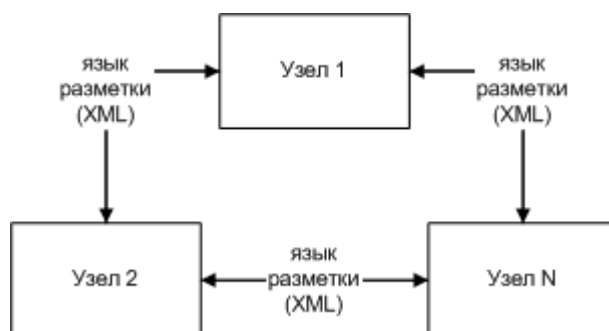 язык
разметки
(XML)
Узел 1
язык
разметки
(XML)
Узел 2
язык
разметки
(XML)
Узел N